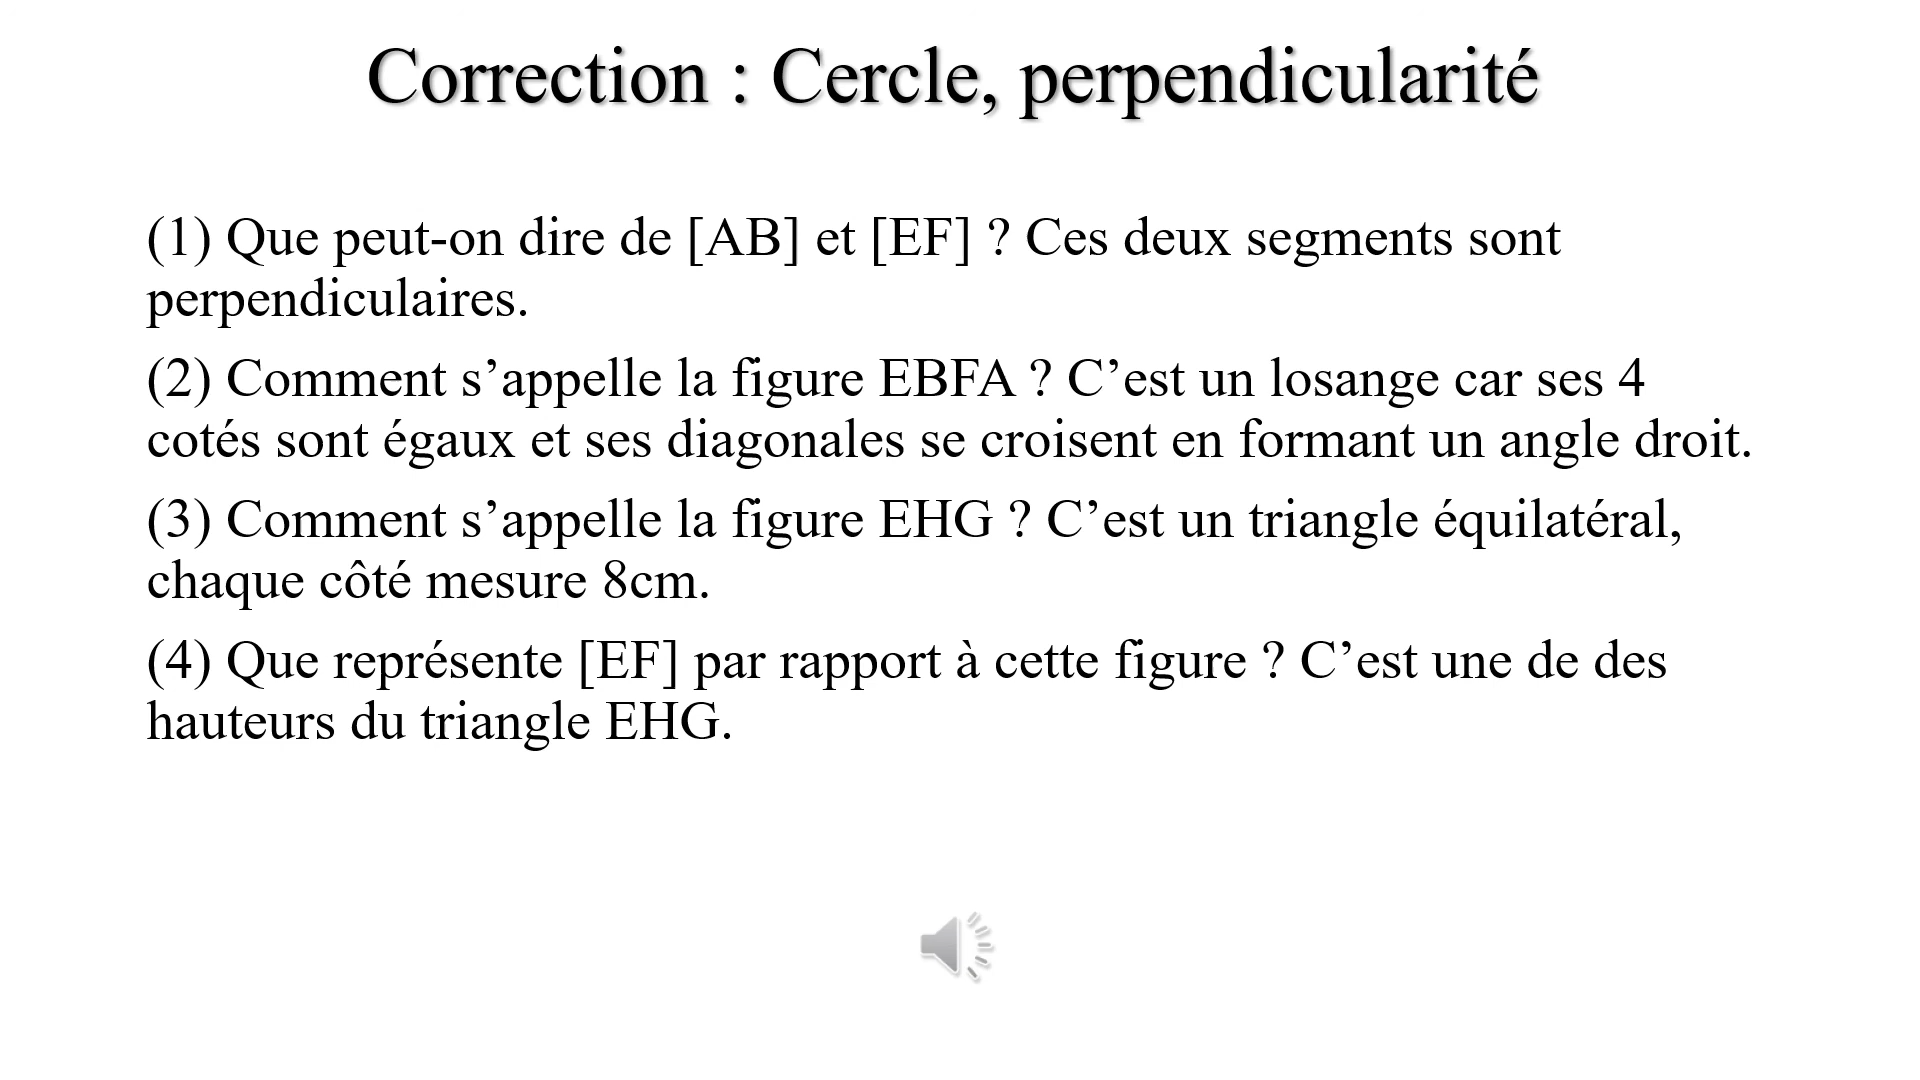 Correction : Cercle, perpendicularité
(1) Que peut-on dire de [AB] et [EF] ? Ces deux segments sont
perpendiculaires.
(2) Comment s’appelle la figure EBFA ? C’est un losange car ses 4
cotés sont égaux et ses diagonales se croisent en formant un angle droit.
(3) Comment s’appelle la figure EHG ? C’est un triangle équilatéral,
chaque côté mesure 8cm.
(4) Que représente [EF] par rapport à cette figure ? C’est une de des
hauteurs du triangle EHG.